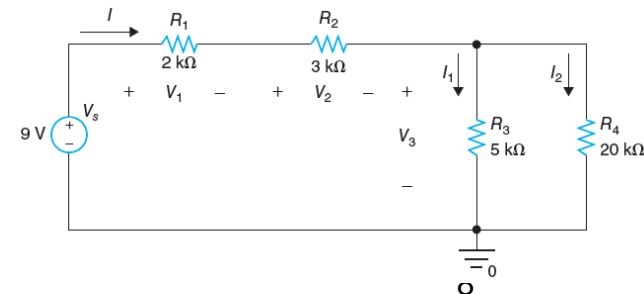 I R₁ R₂
2 kΩ 3 kΩ I₁ I₂
+ V₁ − + V₂ − +
Vₛ
9 V + − V₃ R₃ 5 kΩ R₄ 20 kΩ
−
0
O